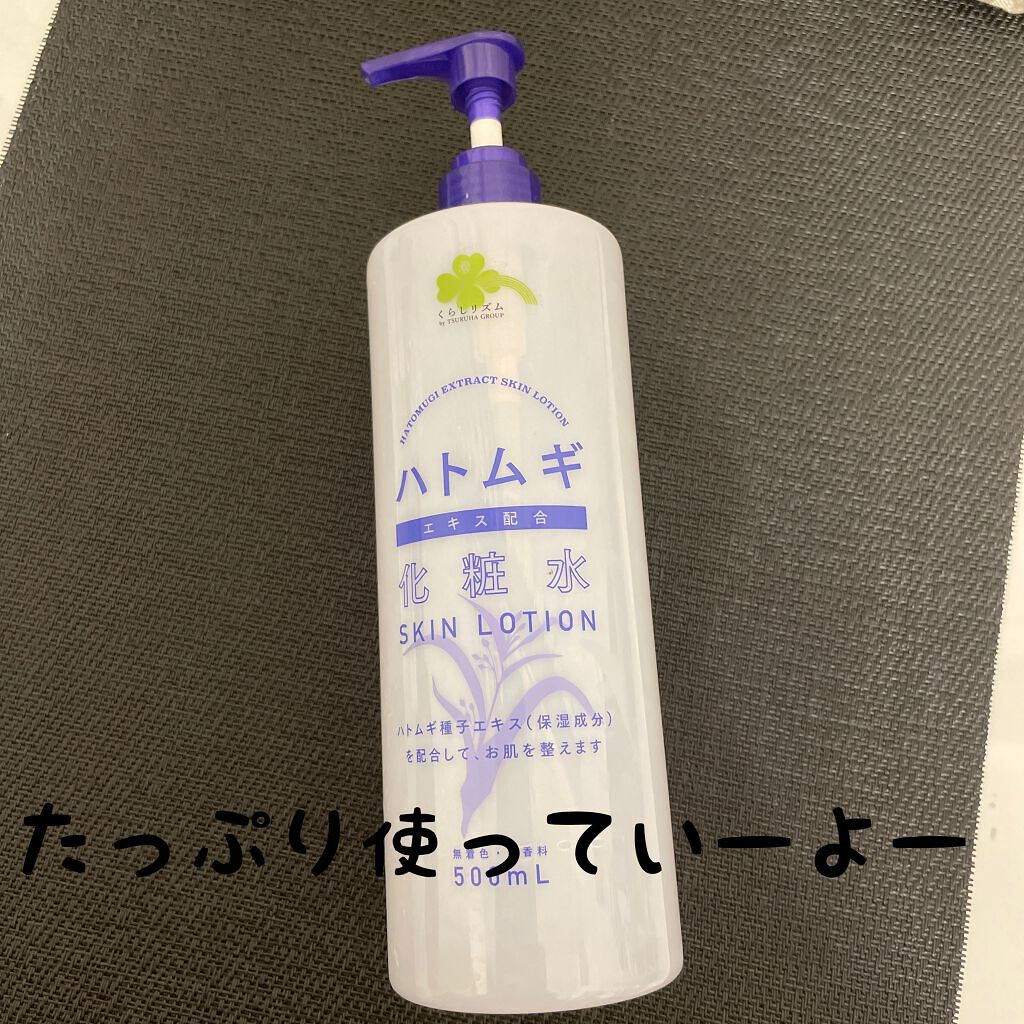 くらしリズム
by TSURUHA GROUP
HATOMUGI EXTRACT SKIN LOTION
ハトムギ
エキス配合
化粧水
SKIN LOTION
ハトムギ種子エキス(保湿成分)
を配合して、お肌を整えます
たっぷり使っていーよー
無着色・香料
500mL